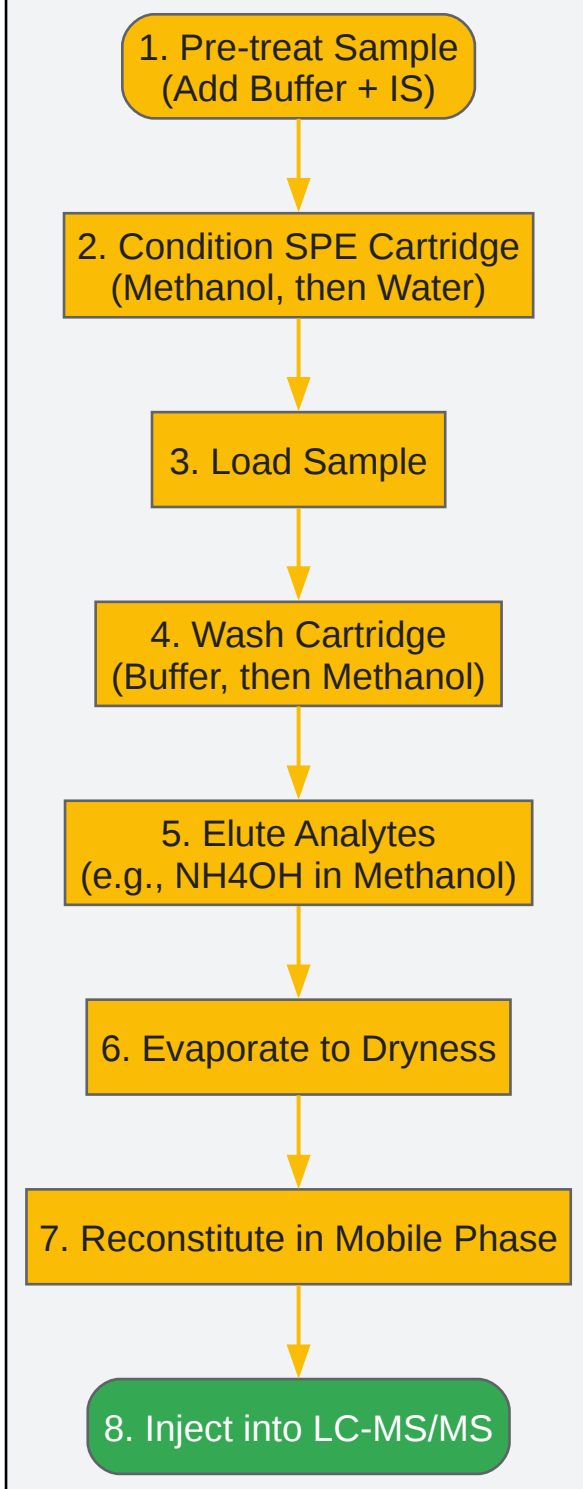 1. Pre-treat Sample
(Add Buffer + IS)
2. Condition SPE Cartridge
(Methanol, then Water)
3. Load Sample
4. Wash Cartridge
(Buffer, then Methanol)
5. Elute Analytes
(e.g., NH4OH in Methanol)
6. Evaporate to Dryness
7. Reconstitute in Mobile Phase
8. Inject into LC-MS/MS